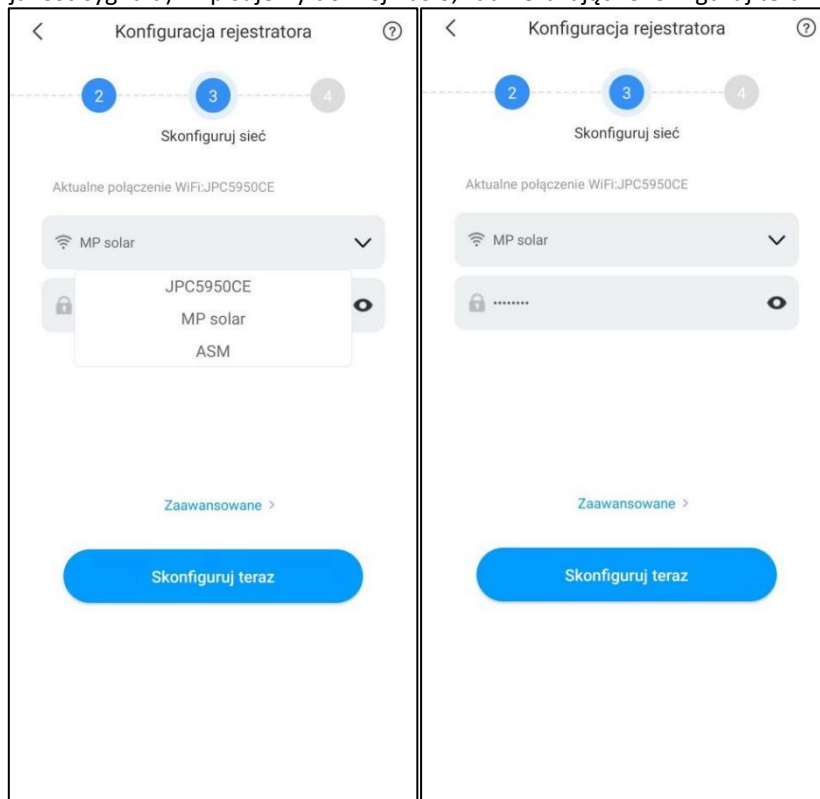 Konfiguracja rejestratora
2
3
4
Skonfiguruj sieć
Aktualne połączenie WiFi:JPC5950CE
MP solar
JPC5950CE
MP solar
ASM
Zaawansowane >
Skonfiguruj teraz
Konfiguracja rejestratora
2
3
4
Skonfiguruj sieć
Aktualne połączenie WiFi:JPC5950CE
MP solar
········
Zaawansowane >
Skonfiguruj teraz